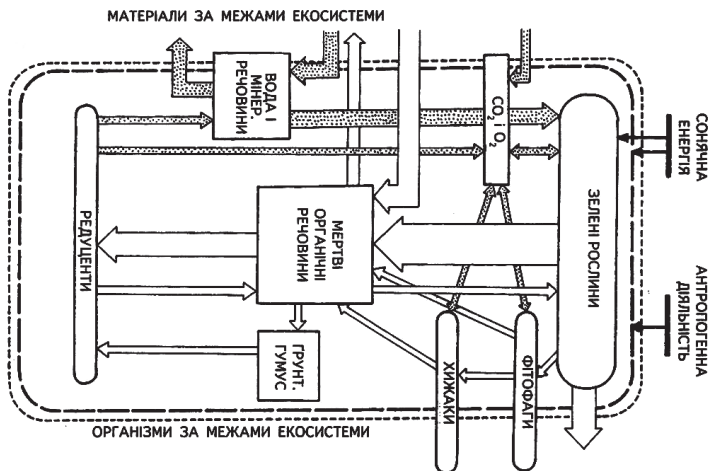 МАТЕРІАЛИ ЗА МЕЖАМИ ЕКОСИСТЕМИ
ВОДА І
МІНЕР.
РЕЧОВИНИ
CO₂ і O₂
СОНЯЧНА
ЕНЕРГІЯ
ЗЕЛЕНІ РОСЛИНИ
РЕДУЦЕНТИ
МЕРТВІ
ОРГАНІЧНІ
РЕЧОВИНИ
АНТРОПОГЕННА
ДІЯЛЬНІСТЬ
ҐРУНТ.
ГУМУС
ХИЖАКИ
ФІТОФАГИ
ОРГАНІЗМИ ЗА МЕЖАМИ ЕКОСИСТЕМИ